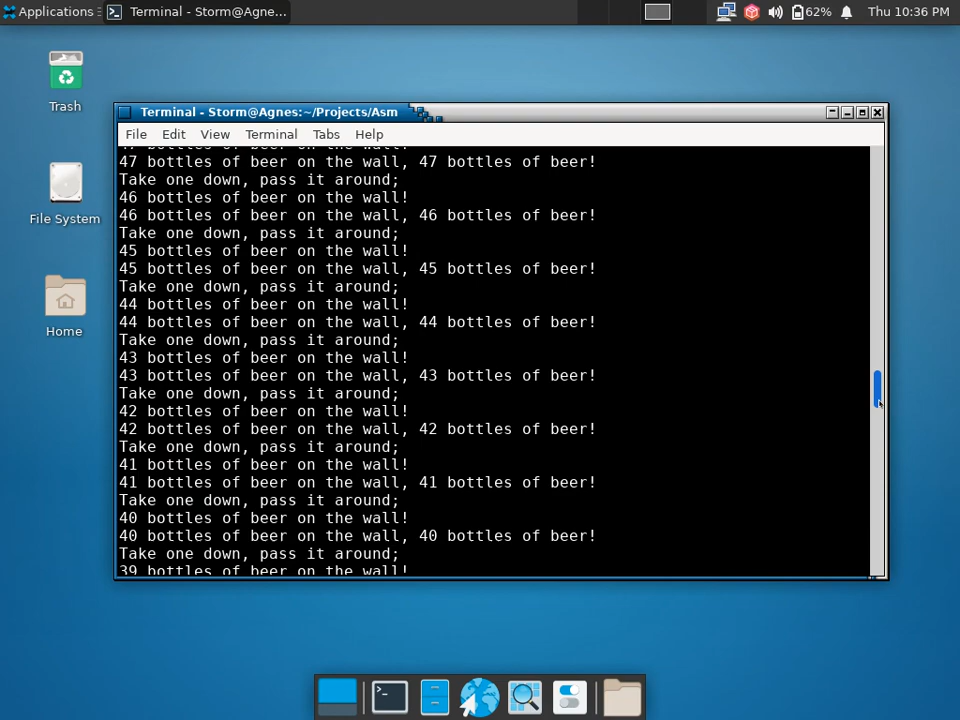 Applications
Terminal - Storm@Agne...
62%
Thu 10:36 PM
Trash
File System
Home
Terminal - Storm@Agnes:~/Projects/Asm
File Edit View Terminal Tabs Help
47 bottles of beer on the wall!
47 bottles of beer on the wall, 47 bottles of beer!
Take one down, pass it around;
46 bottles of beer on the wall!
46 bottles of beer on the wall, 46 bottles of beer!
Take one down, pass it around;
45 bottles of beer on the wall!
45 bottles of beer on the wall, 45 bottles of beer!
Take one down, pass it around;
44 bottles of beer on the wall!
44 bottles of beer on the wall, 44 bottles of beer!
Take one down, pass it around;
43 bottles of beer on the wall!
43 bottles of beer on the wall, 43 bottles of beer!
Take one down, pass it around;
42 bottles of beer on the wall!
42 bottles of beer on the wall, 42 bottles of beer!
Take one down, pass it around;
41 bottles of beer on the wall!
41 bottles of beer on the wall, 41 bottles of beer!
Take one down, pass it around;
40 bottles of beer on the wall!
40 bottles of beer on the wall, 40 bottles of beer!
Take one down, pass it around;
39 bottles of beer on the wall!